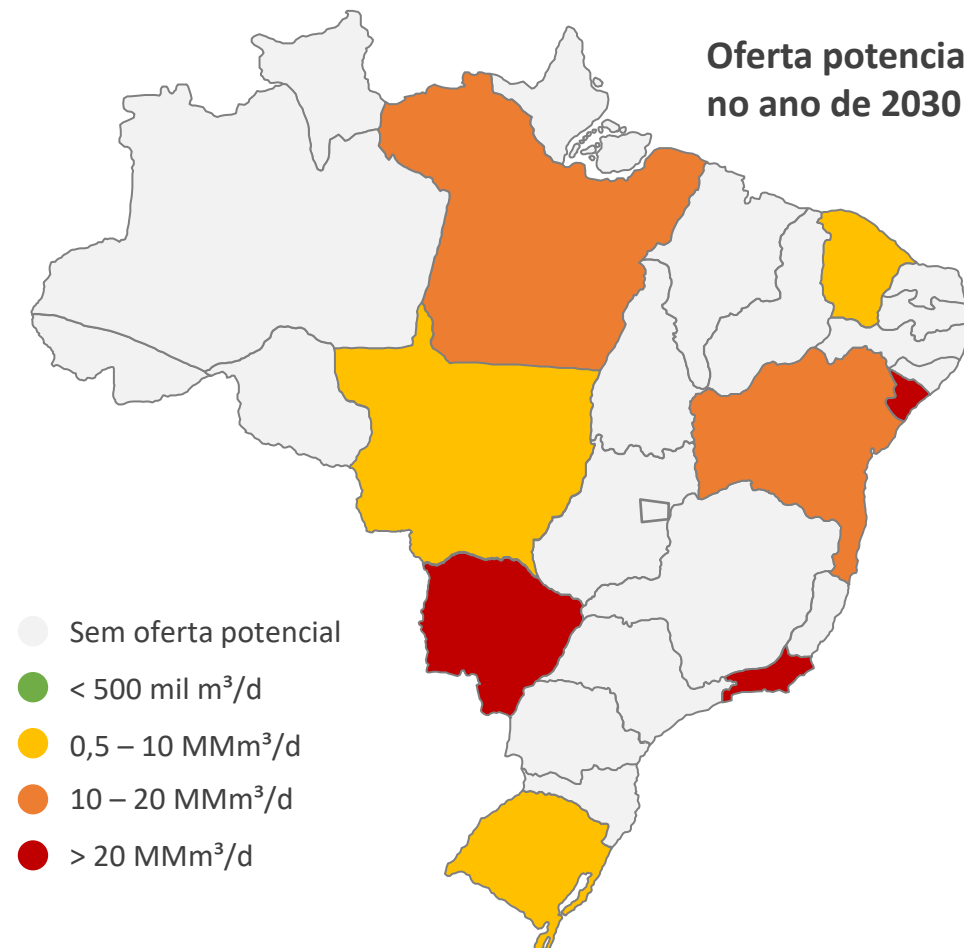 Oferta potencia
no ano de 2030
Sem oferta potencial
< 500 mil m³/d
0,5 – 10 MMm³/d
10 – 20 MMm³/d
> 20 MMm³/d